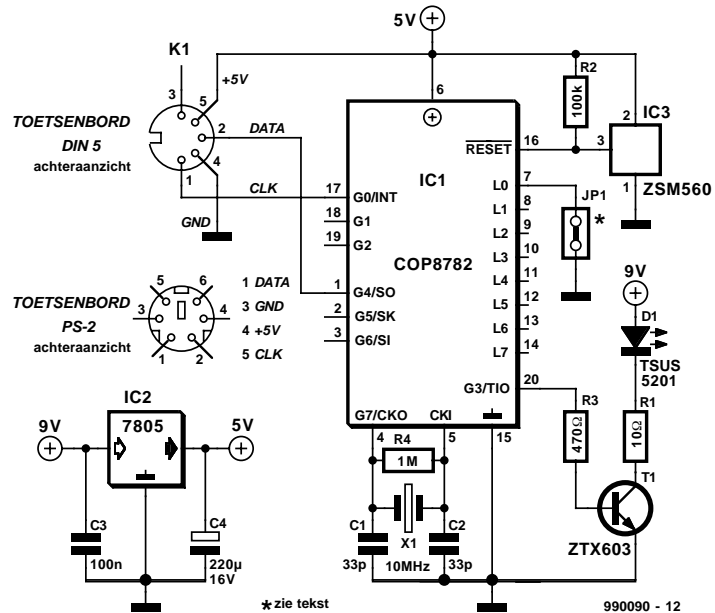 5V
K1
+5V
3
5
2
4
1
TOETSENBORD
DIN 5
achteraanzicht
DATA
CLK
GND
6
R2
100k
IC3
2
3
1
ZSM560
IC1
COP8782
RESET
16
17
G0/INT
18
G1
19
G2
1
G4/SO
2
G5/SK
3
G6/SI
L0
7
L1
8
L2
9
L3
10
L4
11
L5
12
L6
13
L7
14
G3/TIO
20
G7/CKO
CKI
4
5
15
JP1
*
TOETSENBORD
PS-2
achteraanzicht
5
6
3
4
1
2
1 DATA
3 GND
4 +5V
5 CLK
9V
D1
TSUS
5201
R3
470Ω
R1
10Ω
T1
ZTX603
IC2
9V
7805
5V
C3
100n
C4
220µ
16V
R4
1M
C1
33p
X1
10MHz
C2
33p
* zie tekst
990090 - 12